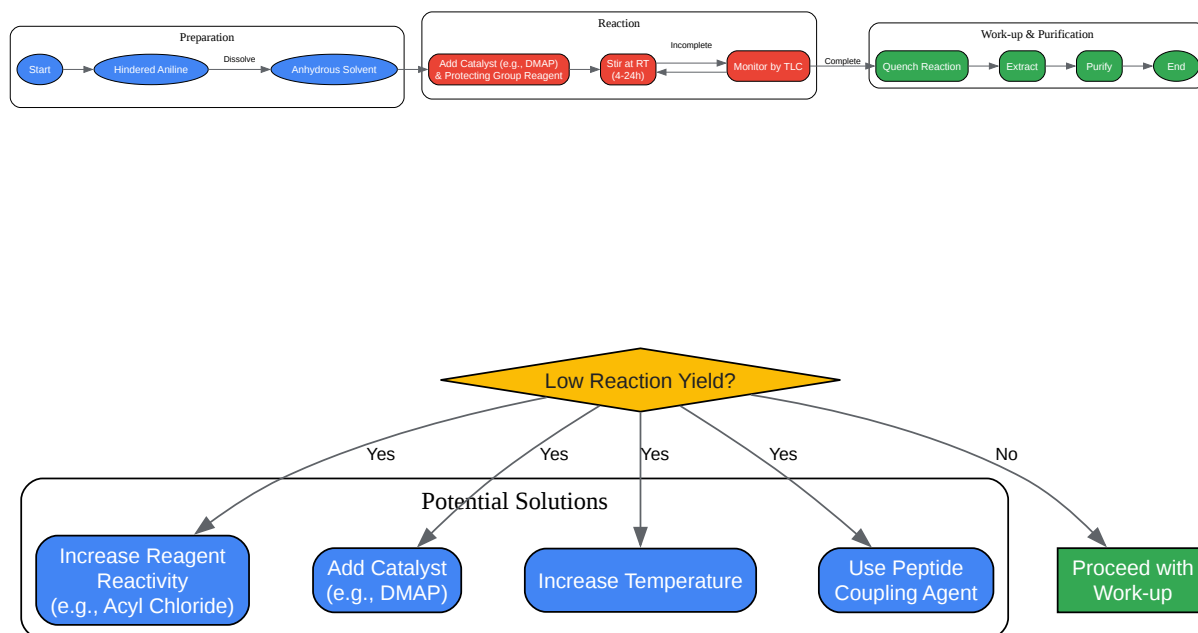 Preparation
Start
Hindered Aniline
Dissolve
Anhydrous Solvent
Reaction
Add Catalyst (e.g., DMAP)
& Protecting Group Reagent
Stir at RT
(4-24h)
Incomplete
Monitor by TLC
Complete
Work-up & Purification
Quench Reaction
Extract
Purify
End
Low Reaction Yield?
Yes
Yes
Yes
Yes
No
Potential Solutions
Increase Reagent
Reactivity
(e.g., Acyl Chloride)
Add Catalyst
(e.g., DMAP)
Increase Temperature
Use Peptide
Coupling Agent
Proceed with
Work-up